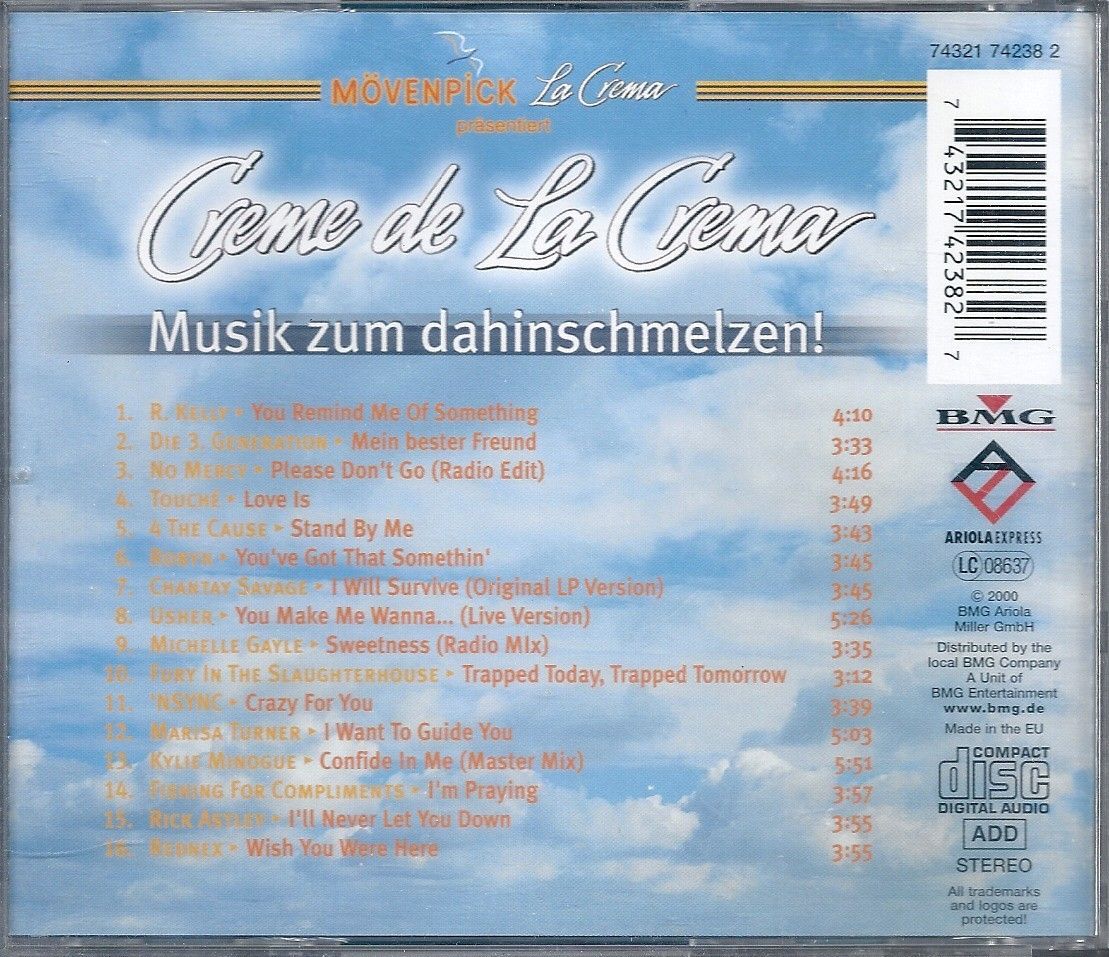 MÖVENPICK La Crema
präsentiert
Creme de La Crema
Musik zum dahinschmelzen!
1. R. KELLY ▸ You Remind Me Of Something 4:10
2. DIE 3. GENERATION ▸ Mein bester Freund 3:33
3. NO MERCY ▸ Please Don't Go (Radio Edit) 4:16
4. TOUCHÉ ▸ Love Is 3:49
5. 4 THE CAUSE ▸ Stand By Me 3:43
6. ROBYN ▸ You've Got That Somethin' 3:45
7. CHANTAY SAVAGE ▸ I Will Survive (Original LP Version) 3:45
8. USHER ▸ You Make Me Wanna... (Live Version) 5:26
9. MICHELLE GAYLE ▸ Sweetness (Radio MIx) 3:35
10. FURY IN THE SLAUGHTERHOUSE ▸ Trapped Today, Trapped Tomorrow 3:12
11. 'NSYNC ▸ Crazy For You 3:39
12. MARISA TURNER ▸ I Want To Guide You 5:03
13. KYLIE MINOGUE ▸ Confide In Me (Master Mix) 5:51
14. FISHING FOR COMPLIMENTS ▸ I'm Praying 3:57
15. RICK ASTLEY ▸ I'll Never Let You Down 3:55
16. REDNEX ▸ Wish You Were Here 3:55
74321 74238 2
7 43217 42382 7
BMG
ARIOLA EXPRESS
LC 08637
© 2000
BMG Ariola
Miller GmbH
Distributed by the
local BMG Company
A Unit of
BMG Entertainment
www.bmg.de
Made in the EU
COMPACT
disc
DIGITAL AUDIO
ADD
STEREO
All trademarks
and logos are
protected!